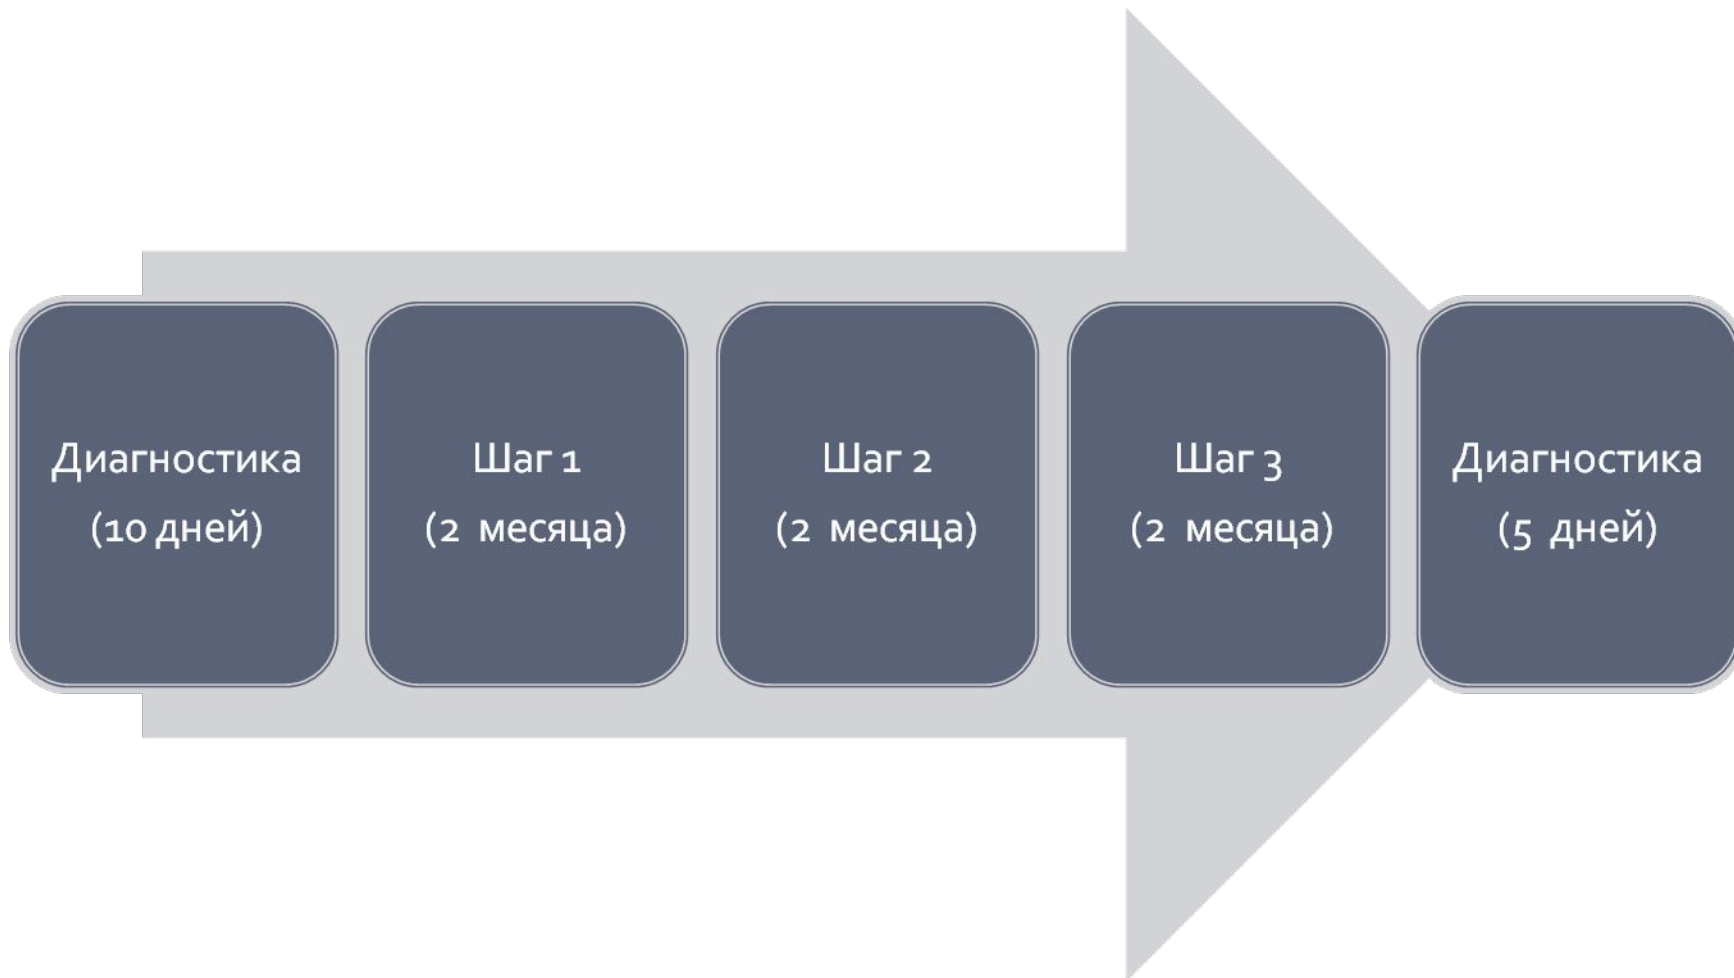 Диагностика
(10 дней)
Шаг 1
(2 месяца)
Шаг 2
(2 месяца)
Шаг 3
(2 месяца)
Диагностика
(5 дней)